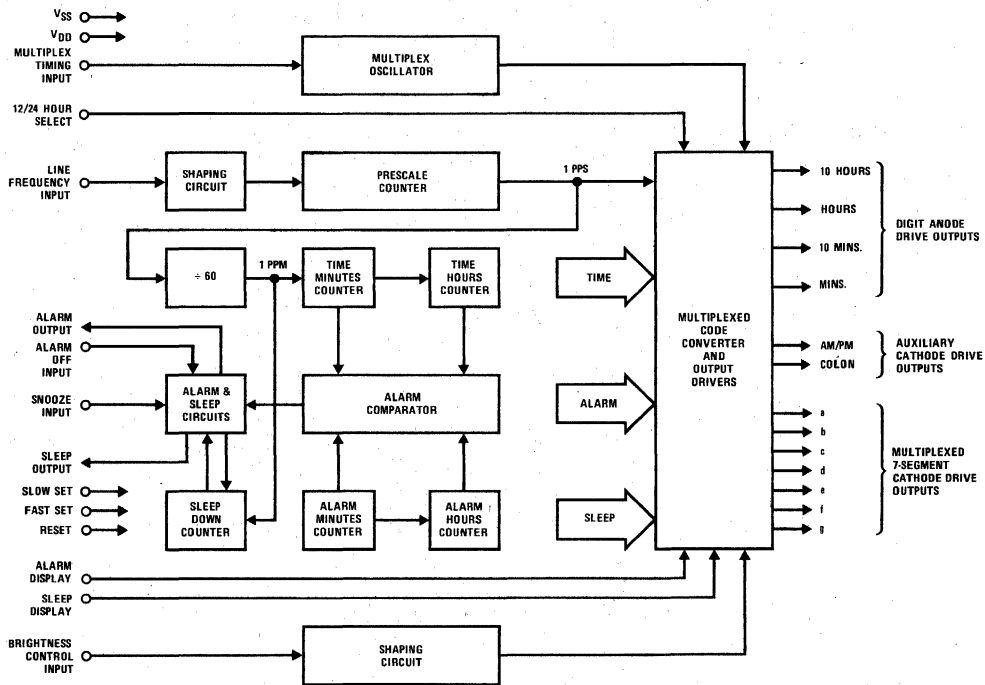 VSS
VDD
MULTIPLEX
TIMING
INPUT
MULTIPLEX
OSCILLATOR
12/24 HOUR
SELECT
LINE
FREQUENCY
INPUT
SHAPING
CIRCUIT
PRESCALE
COUNTER
1 PPS
÷ 60
1 PPM
TIME
MINUTES
COUNTER
TIME
HOURS
COUNTER
ALARM
OUTPUT
ALARM
OFF
INPUT
SNOOZE
INPUT
SLEEP
OUTPUT
SLOW SET
FAST SET
RESET
ALARM &
SLEEP
CIRCUITS
ALARM
COMPARATOR
SLEEP
DOWN
COUNTER
ALARM
MINUTES
COUNTER
ALARM
HOURS
COUNTER
TIME
ALARM
SLEEP
MULTIPLEXED
CODE
CONVERTER
AND
OUTPUT
DRIVERS
10 HOURS
HOURS
10 MINS.
MINS.
DIGIT ANODE
DRIVE OUTPUTS
AM/PM
COLON
AUXILIARY
CATHODE DRIVE
OUTPUTS
a
b
c
d
e
f
g
MULTIPLEXED
7-SEGMENT
CATHODE DRIVE
OUTPUTS
ALARM
DISPLAY
SLEEP
DISPLAY
BRIGHTNESS
CONTROL
INPUT
SHAPING
CIRCUIT